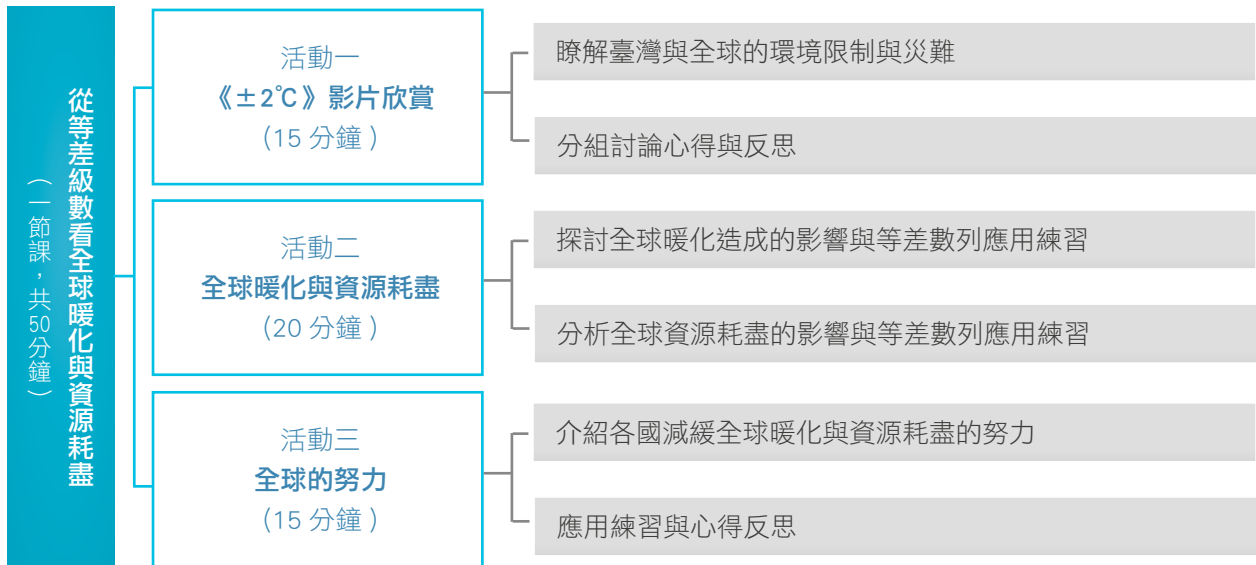 從等差級數看全球暖化與資源耗盡
（一節課，共50分鐘）
活動一
《±2℃》影片欣賞
（15 分鐘）
瞭解臺灣與全球的環境限制與災難
分組討論心得與反思
活動二
全球暖化與資源耗盡
（20 分鐘）
探討全球暖化造成的影響與等差數列應用練習
分析全球資源耗盡的影響與等差數列應用練習
活動三
全球的努力
（15 分鐘）
介紹各國減緩全球暖化與資源耗盡的努力
應用練習與心得反思